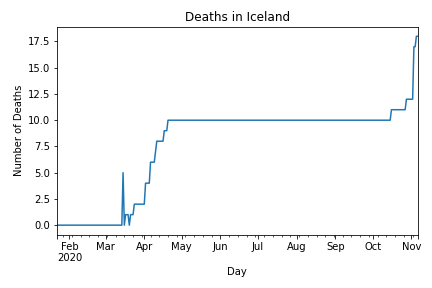 Deaths in Iceland
Number of Deaths
17.5
15.0
12.5
10.0
7.5
5.0
2.5
0.0
Feb Mar Apr May Jun Jul Aug Sep Oct Nov
2020
Day